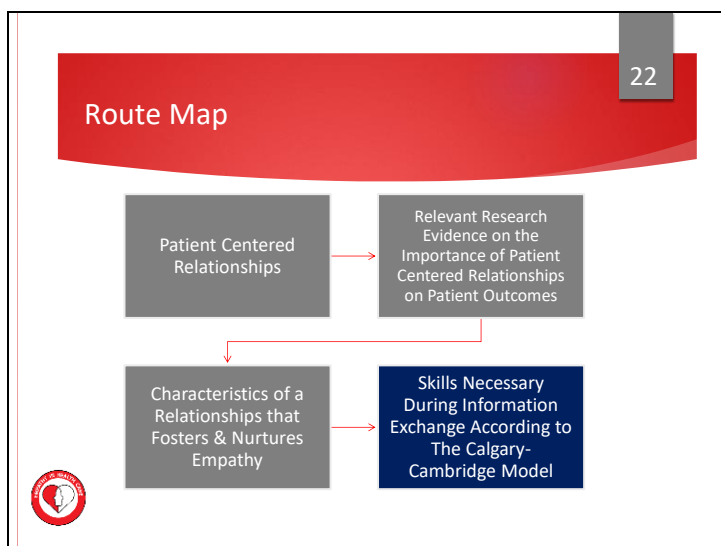 22
Route Map
Patient Centered
Relationships
Relevant Research
Evidence on the
Importance of Patient
Centered Relationships
on Patient Outcomes
Characteristics of a
Relationships that
Fosters & Nurtures
Empathy
Skills Necessary
During Information
Exchange According to
The Calgary-
Cambridge Model